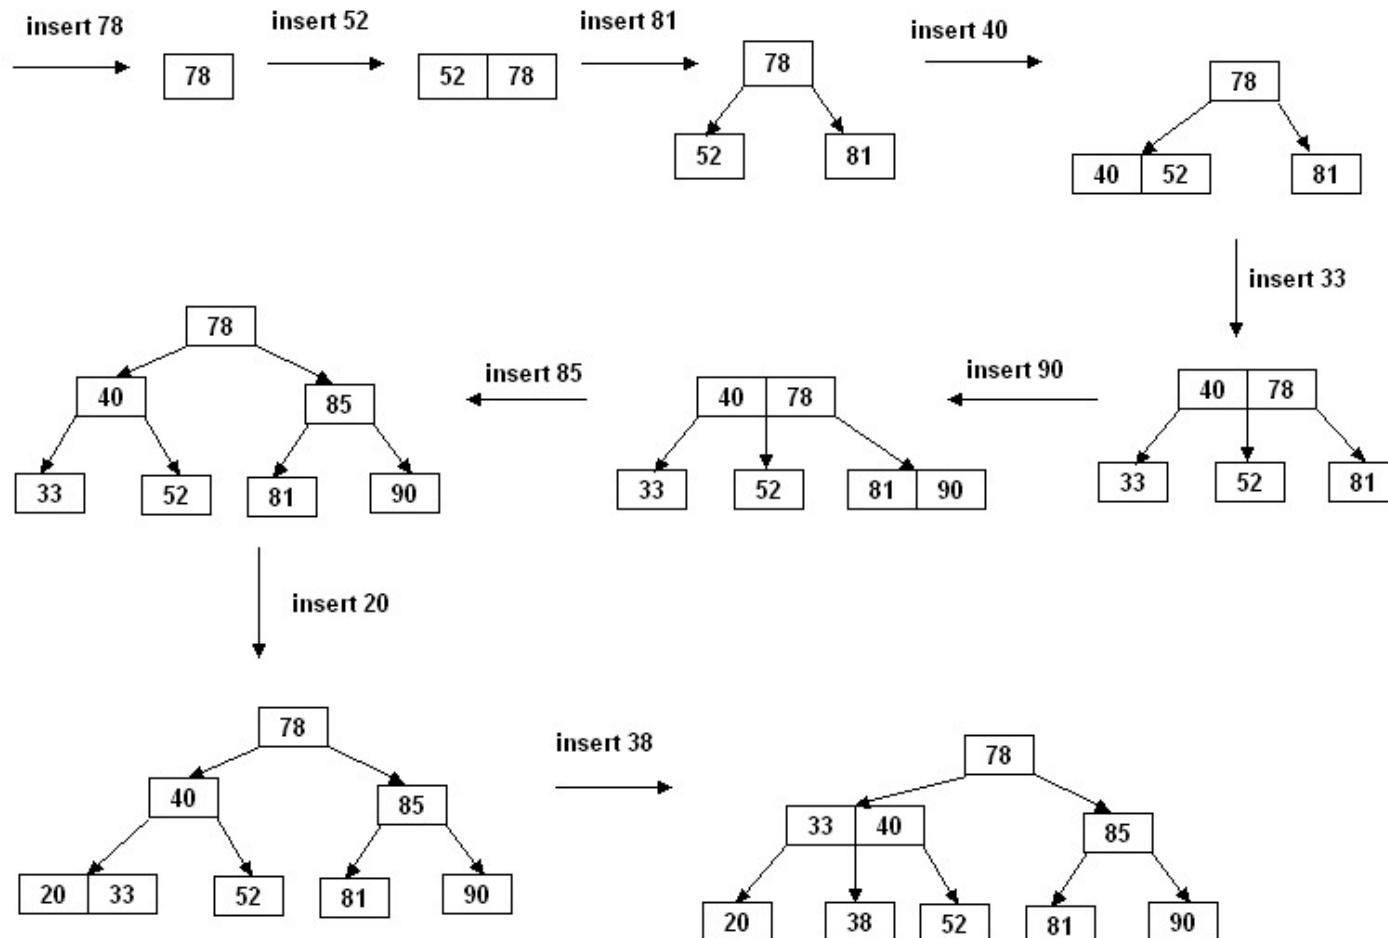 insert 78
78
insert 52
52 78
insert 81
78
52 81
insert 40
78
40 52 81
insert 33
40 78
33 52 81
insert 90
40 78
33 52 81 90
insert 85
78
40 85
33 52 81 90
insert 20
78
40 85
20 33 52 81 90
insert 38
78
33 40 85
20 38 52 81 90